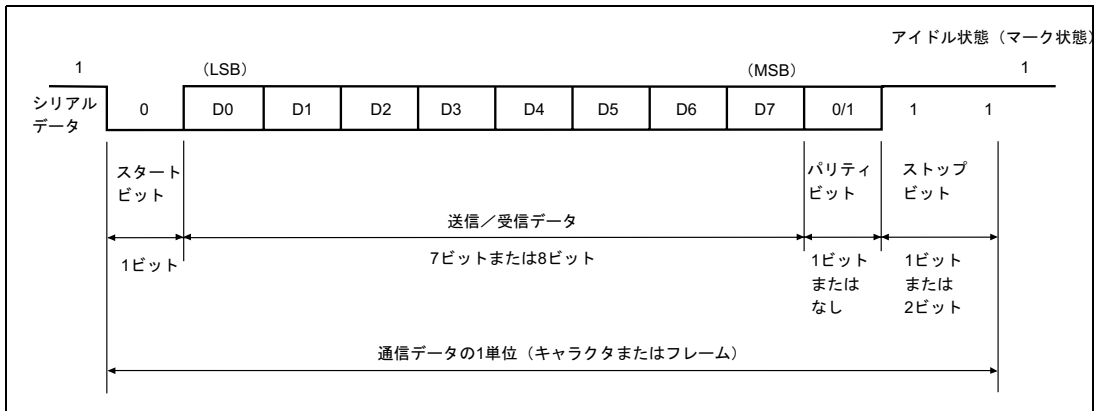 アイドル状態（マーク状態）
1 （LSB） （MSB） 1
シリアル
データ
0 D0 D1 D2 D3 D4 D5 D6 D7 0/1 1 1
スタート
ビット
パリティ
ビット
ストップ
ビット
送信／受信データ
1ビット
7ビットまたは8ビット
1ビット
または
なし
1ビット
または
2ビット
通信データの1単位（キャラクタまたはフレーム）